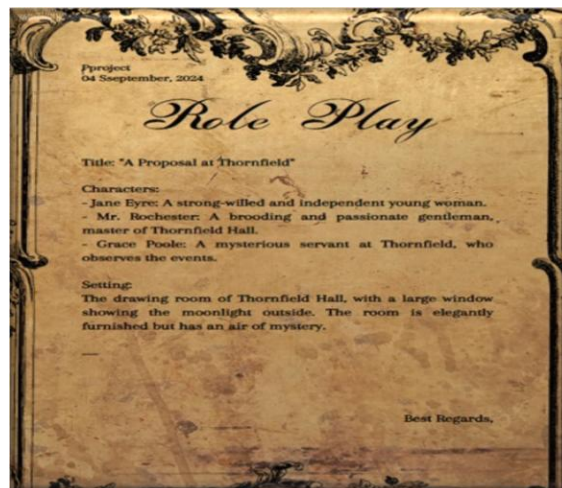 Pproject
04 Sseptember, 2024
Role Play
Title: "A Proposal at Thornfield"
Characters:
- Jane Eyre: A strong-willed and independent young woman.
- Mr. Rochester: A brooding and passionate gentleman,
master of Thornfield Hall.
- Grace Poole: A mysterious servant at Thornfield, who
observes the events.
Setting:
The drawing room of Thornfield Hall, with a large window
showing the moonlight outside. The room is elegantly
furnished but has an air of mystery.
—
Best Regards,